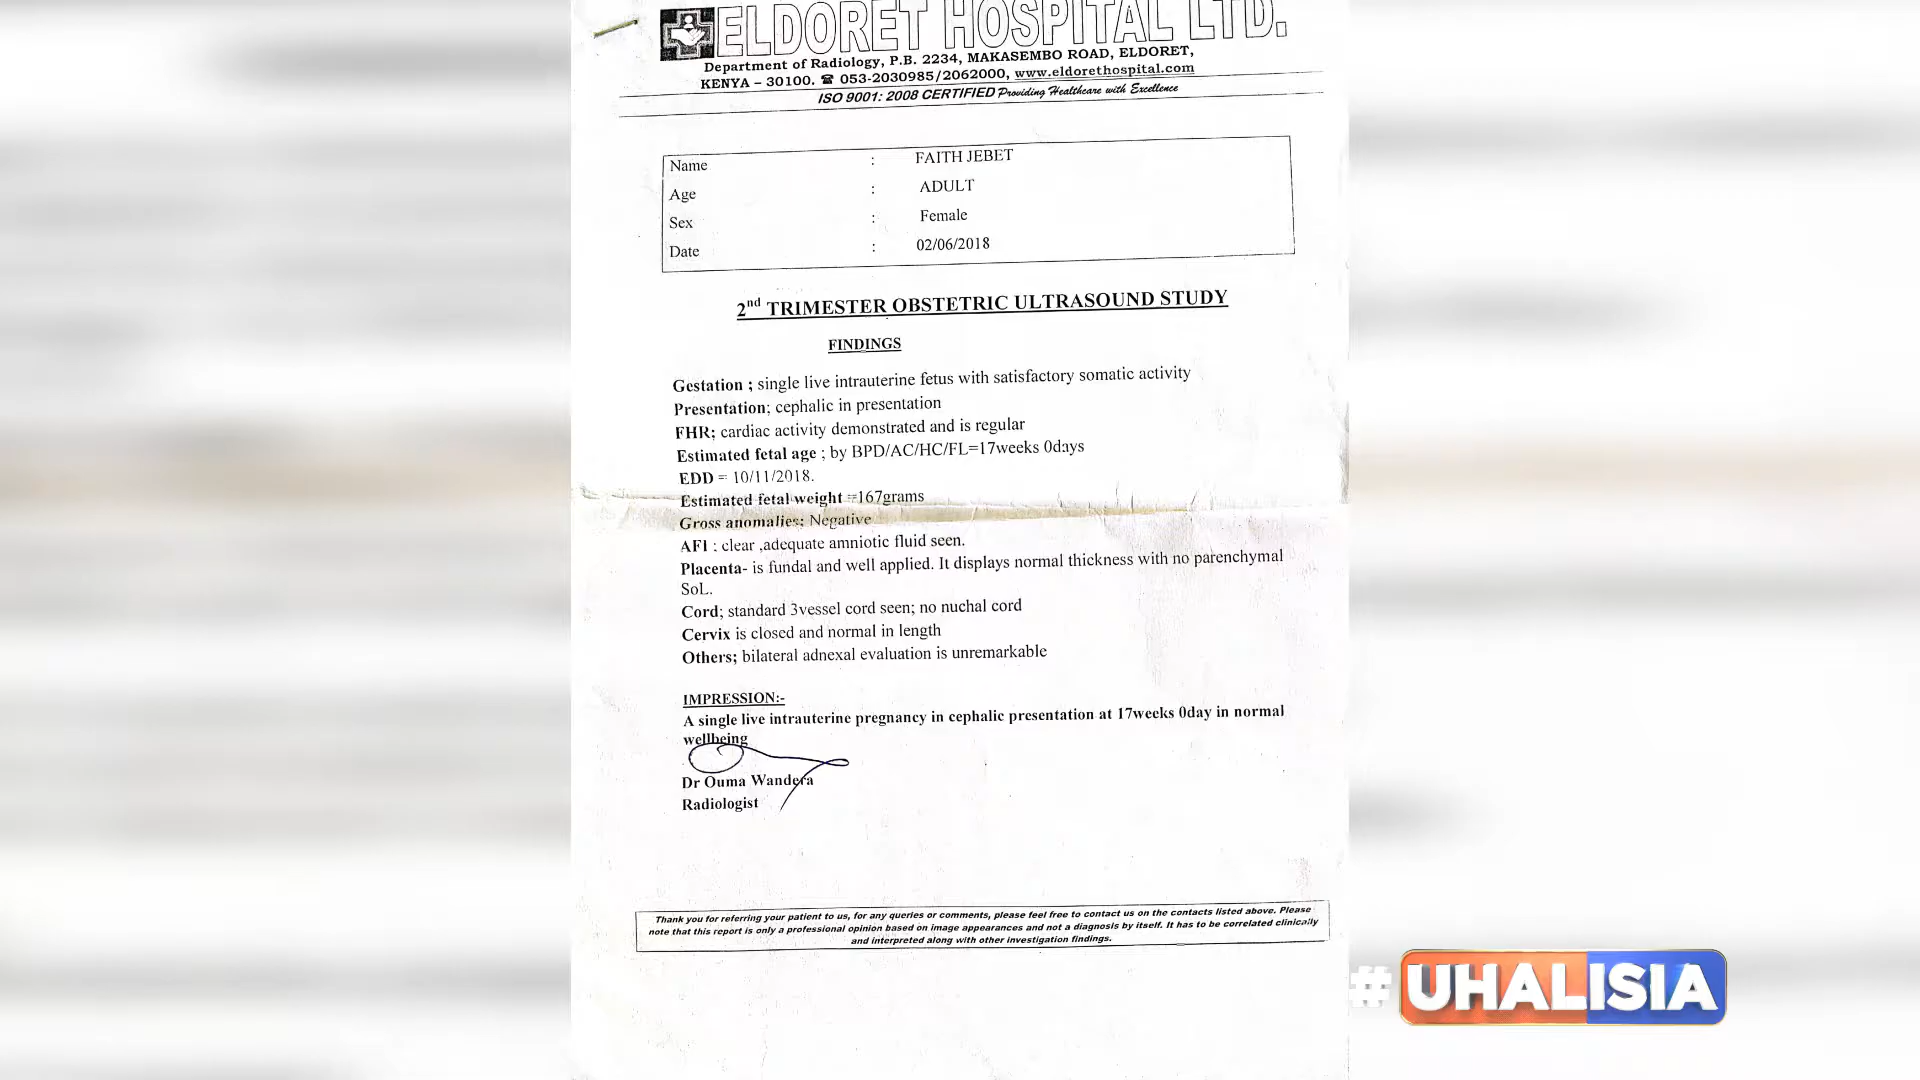 ELDORET HOSPITAL LTD.
Department of Radiology, P.B. 2234, MAKASEMBO ROAD, ELDORET,
KENYA – 30100. ☎ 053-2030985/2062000, www.eldorethospital.com
ISO 9001: 2008 CERTIFIED Providing Healthcare with Excellence
Name : FAITH JEBET
Age : ADULT
Sex : Female
Date : 02/06/2018
2nd TRIMESTER OBSTETRIC ULTRASOUND STUDY
FINDINGS
Gestation ; single live intrauterine fetus with satisfactory somatic activity
Presentation; cephalic in presentation
FHR; cardiac activity demonstrated and is regular
Estimated fetal age ; by BPD/AC/HC/FL=17weeks 0days
EDD = 10/11/2018.
Estimated fetal weight =167grams
Gross anomalies: Negative
AFI : clear ,adequate amniotic fluid seen.
Placenta- is fundal and well applied. It displays normal thickness with no parenchymal
SoL.
Cord; standard 3vessel cord seen; no nuchal cord
Cervix is closed and normal in length
Others; bilateral adnexal evaluation is unremarkable
IMPRESSION:-
A single live intrauterine pregnancy in cephalic presentation at 17weeks 0day in normal
wellbeing
Dr Ouma Wandera
Radiologist
Thank you for referring your patient to us, for any queries or comments, please feel free to contact us on the contacts listed above. Please
note that this report is only a professional opinion based on image appearances and not a diagnosis by itself. It has to be correlated clinically
and interpreted along with other investigation findings.
#UHALISIA